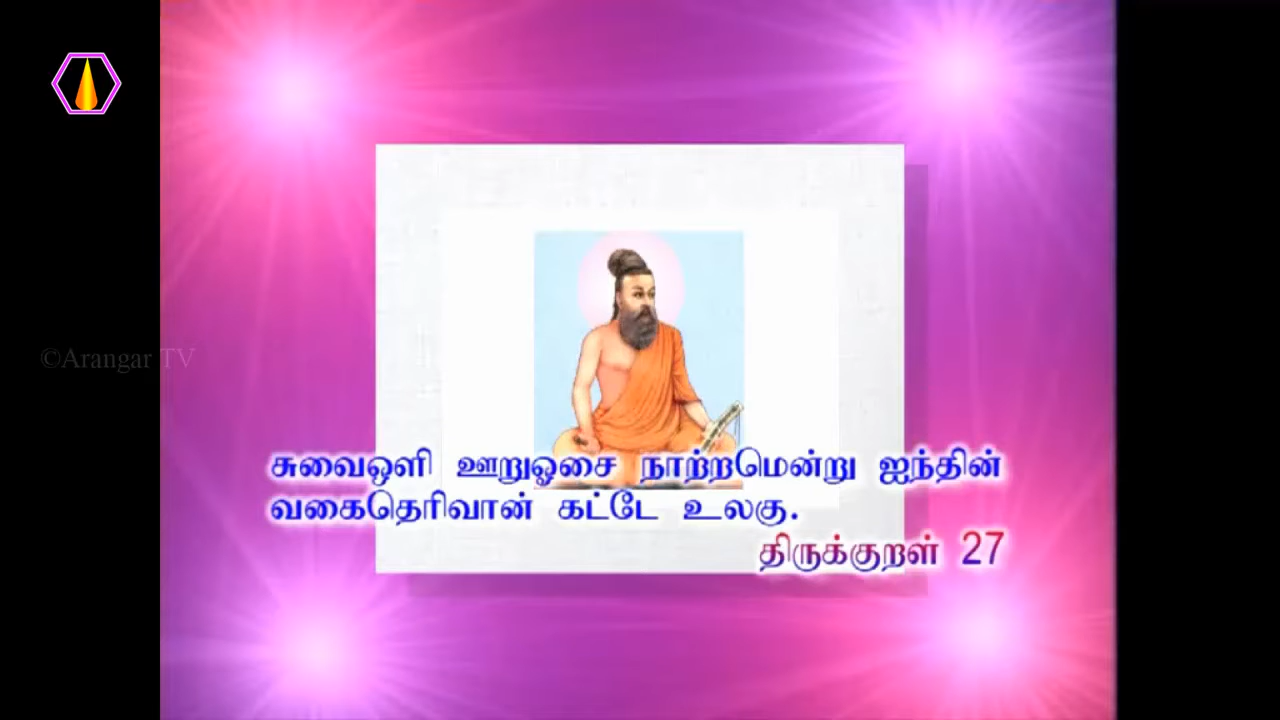 ©Arangar TV
சுவைஒளி ஊறுஓசை நாற்றமென்று ஐந்தின்
வகைதெரிவான் கட்டே உலகு.
திருக்குறள் 27